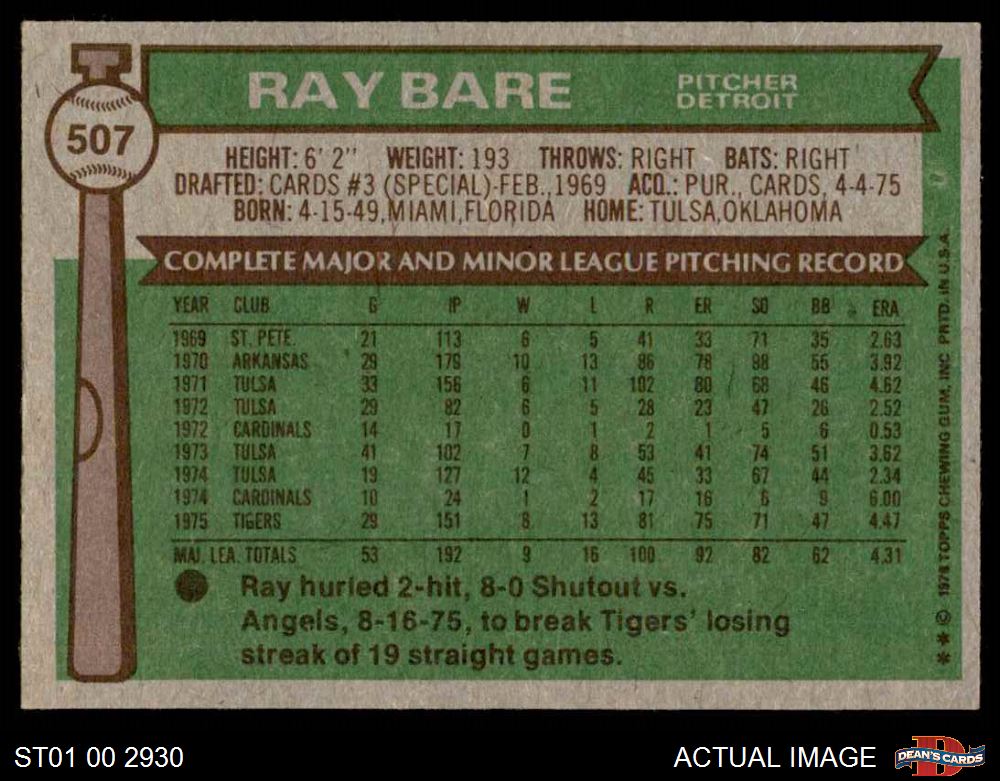 RAY BARE
PITCHER
DETROIT
507
HEIGHT: 6' 2" WEIGHT: 193 THROWS: RIGHT BATS: RIGHT
DRAFTED: CARDS #3 (SPECIAL)-FEB., 1969 ACQ.: PUR., CARDS, 4-4-75
BORN: 4-15-49, MIAMI, FLORIDA HOME: TULSA, OKLAHOMA
COMPLETE MAJOR AND MINOR LEAGUE PITCHING RECORD
YEAR CLUB G IP W L R ER SO BB ERA
1969 ST. PETE. 21 113 6 5 41 33 71 35 2.63
1970 ARKANSAS 29 179 10 13 86 78 88 55 3.92
1971 TULSA 33 156 6 11 102 80 68 46 4.62
1972 TULSA 29 82 6 5 28 23 47 26 2.52
1972 CARDINALS 14 17 0 1 2 1 5 6 0.53
1973 TULSA 41 102 7 8 53 41 74 51 3.62
1974 TULSA 19 127 12 4 45 33 67 44 2.34
1974 CARDINALS 10 24 1 2 17 16 6 9 6.00
1975 TIGERS 29 151 8 13 81 75 71 47 4.47
MAJ. LEA. TOTALS 53 192 9 16 100 92 82 62 4.31
Ray hurled 2-hit, 8-0 Shutout vs.
Angels, 8-16-75, to break Tigers' losing
streak of 19 straight games.
** © 1976 TOPPS CHEWING GUM, INC PRTD. IN U.S.A.
ST01 00 2930
ACTUAL IMAGE
D
DEAN'S CARDS